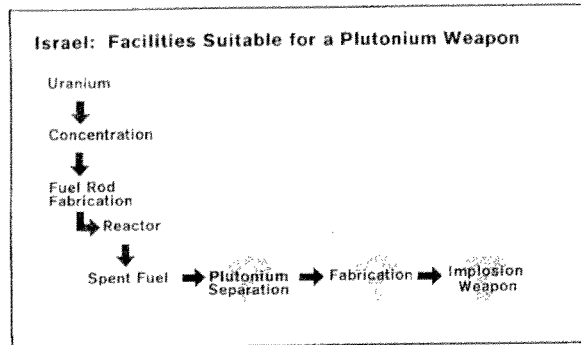 Israel: Facilities Suitable for a Plutonium Weapon
Uranium
Concentration
Fuel Rod
Fabrication
Reactor
Spent Fuel
Plutonium
Separation
Fabrication
Implosion
Weapon